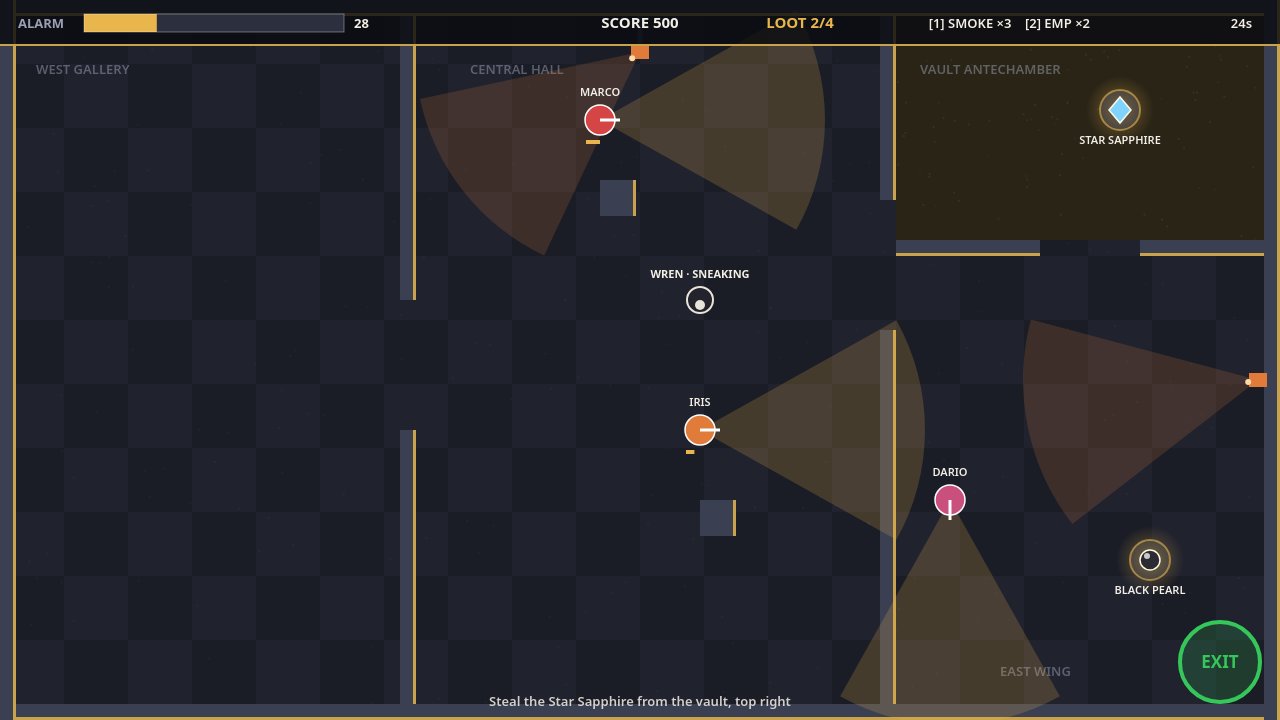 ALARM 28 SCORE 500 LOOT 2/4 [1] SMOKE ×3 [2] EMP ×2 24s
WEST GALLERY CENTRAL HALL VAULT ANTECHAMBER
MARCO
STAR SAPPHIRE
WREN · SNEAKING
IRIS
DARIO
BLACK PEARL
EXIT
EAST WING
Steal the Star Sapphire from the vault, top right